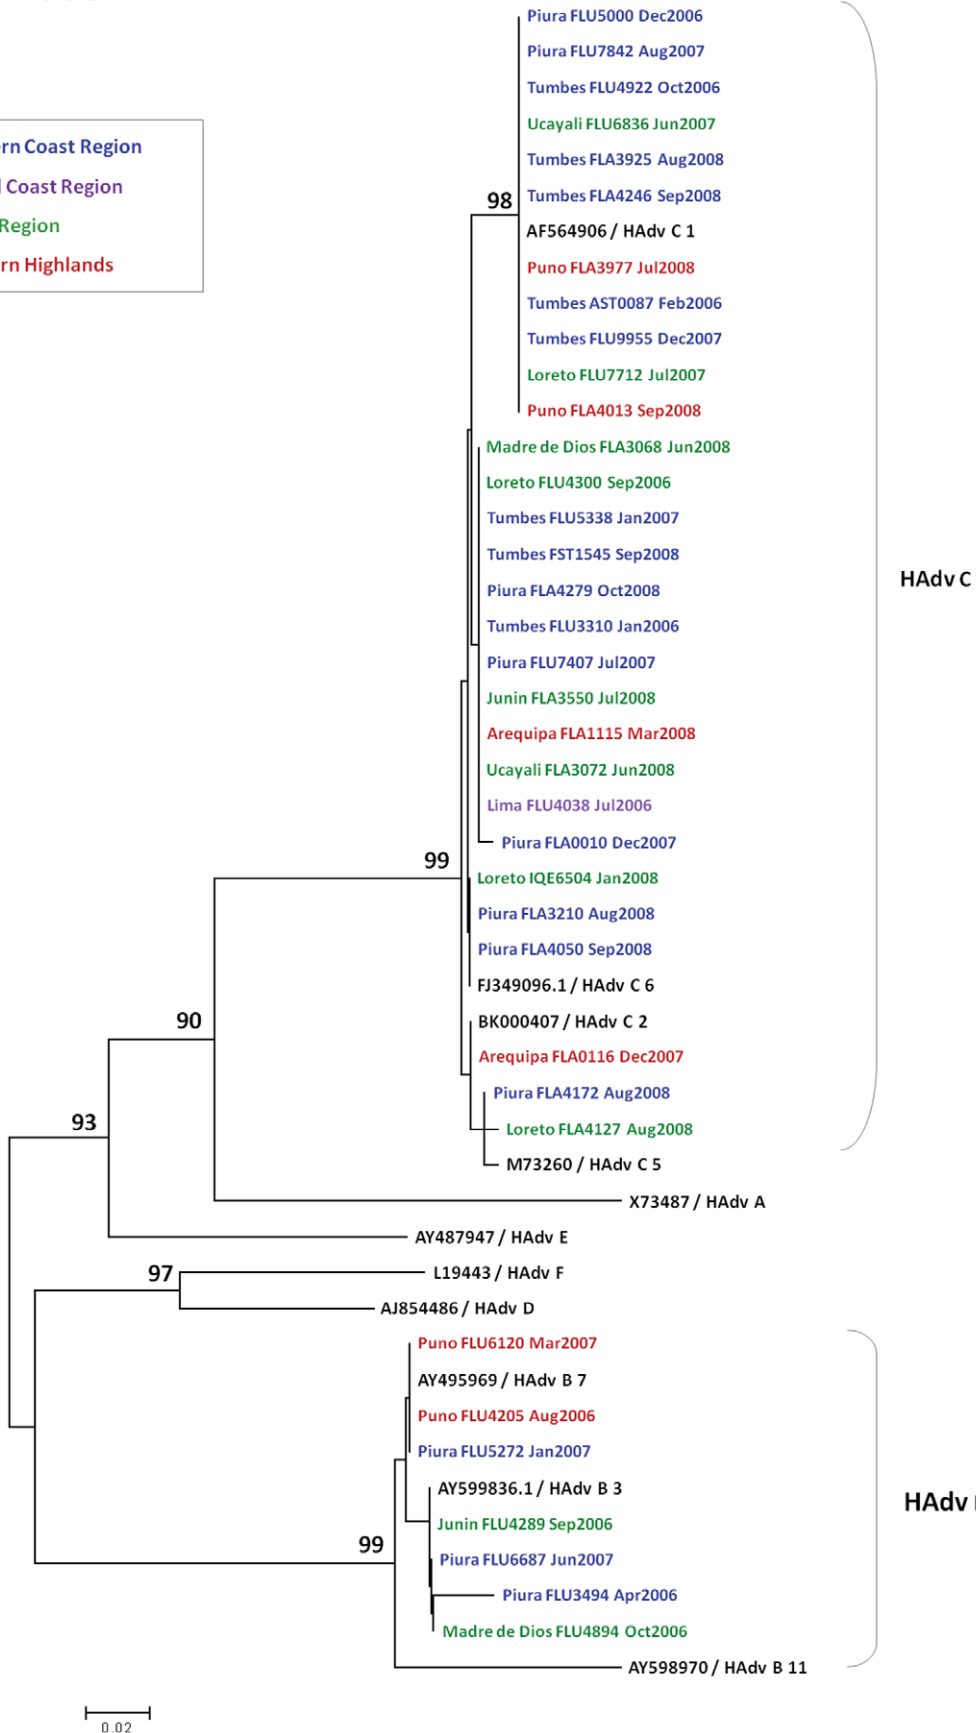 Piura FLU5000 Dec2006
Piura FLU7842 Aug2007
Tumbes FLU4922 Oct2006
Ucayali FLU6836 Jun2007
rn Coast Region
Tumbes FLA3925 Aug2008
Coast Region
98
Tumbes FLA4246 Sep2008
Region
AF564906 / HAdv C 1
rn Highlands
Puno FLA3977 Jul2008
Tumbes AST0087 Feb2006
Tumbes FLU9955 Dec2007
Loreto FLU7712 Jul2007
Puno FLA4013 Sep2008
Madre de Dios FLA3068 Jun2008
Loreto FLU4300 Sep2006
Tumbes FLU5338 Jan2007
Tumbes FST1545 Sep2008
HAdv C
Piura FLA4279 Oct2008
Tumbes FLU3310 Jan2006
Piura FLU7407 Jul2007
Junin FLA3550 Jul2008
Arequipa FLA1115 Mar2008
Ucayali FLA3072 Jun2008
Lima FLU4038 Jul2006
Piura FLA0010 Dec2007
99
Loreto IQE6504 Jan2008
Piura FLA3210 Aug2008
Piura FLA4050 Sep2008
FJ349096.1 / HAdv C 6
90
BK000407 / HAdv C 2
Arequipa FLA0116 Dec2007
Piura FLA4172 Aug2008
93
Loreto FLA4127 Aug2008
M73260 / HAdv C 5
X73487 / HAdv A
AY487947 / HAdv E
97
L19443 / HAdv F
AJ854486 / HAdv D
Puno FLU6120 Mar2007
AY495969 / HAdv B 7
Puno FLU4205 Aug2006
Piura FLU5272 Jan2007
AY599836.1 / HAdv B 3
HAdv
Junin FLU4289 Sep2006
99
Piura FLU6687 Jun2007
Piura FLU3494 Apr2006
Madre de Dios FLU4894 Oct2006
AY598970 / HAdv B 11
0.02